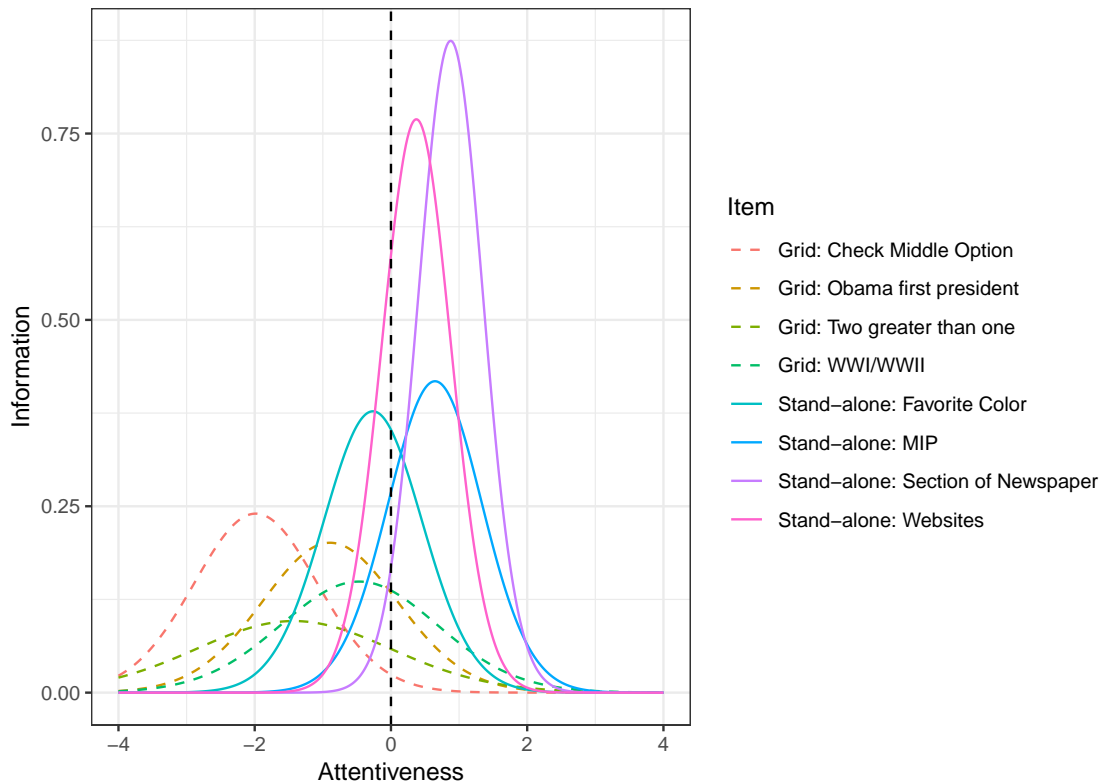 0.75
0.50
0.25
0.00
Information
−4
−2
0
2
4
Attentiveness
Item
Grid: Check Middle Option
Grid: Obama first president
Grid: Two greater than one
Grid: WWI/WWII
Stand−alone: Favorite Color
Stand−alone: MIP
Stand−alone: Section of Newspaper
Stand−alone: Websites